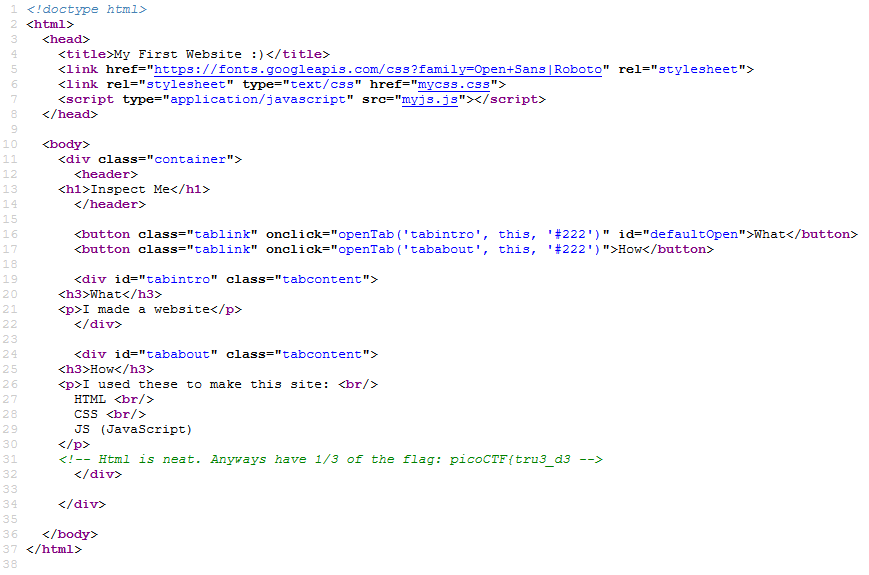 1 <!doctype html>
2 <html>
3   <head>
4     <title>My First Website :)</title>
5     <link href="https://fonts.googleapis.com/css?family=Open+Sans|Roboto" rel="stylesheet">
6     <link rel="stylesheet" type="text/css" href="mycss.css">
7     <script type="application/javascript" src="myjs.js"></script>
8   </head>
9
10   <body>
11     <div class="container">
12       <header>
13     <h1>Inspect Me</h1>
14       </header>
15
16       <button class="tablink" onclick="openTab('tabintro', this, '#222')" id="defaultOpen">What</button>
17       <button class="tablink" onclick="openTab('tababout', this, '#222')">How</button>
18
19       <div id="tabintro" class="tabcontent">
20     <h3>What</h3>
21     <p>I made a website</p>
22       </div>
23
24       <div id="tababout" class="tabcontent">
25     <h3>How</h3>
26     <p>I used these to make this site: <br/>
27       HTML <br/>
28       CSS <br/>
29       JS (JavaScript)
30     </p>
31     <!-- Html is neat. Anyways have 1/3 of the flag: picoCTF{tru3_d3 -->
32       </div>
33
34     </div>
35
36   </body>
37 </html>
38